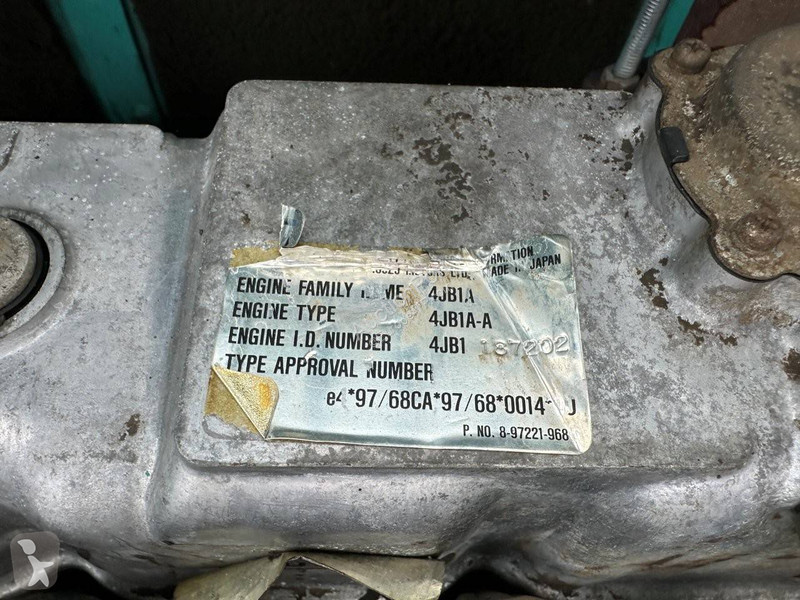 MADE IN JAPAN
ENGINE FAMILY 4JB1A
ENGINE TYPE 4JB1A-A
ENGINE I.D. NUMBER 4JB1 187202
TYPE APPROVAL NUMBER
e4*97/68CA*97/68*0014*
P. NO. 8-97221-968